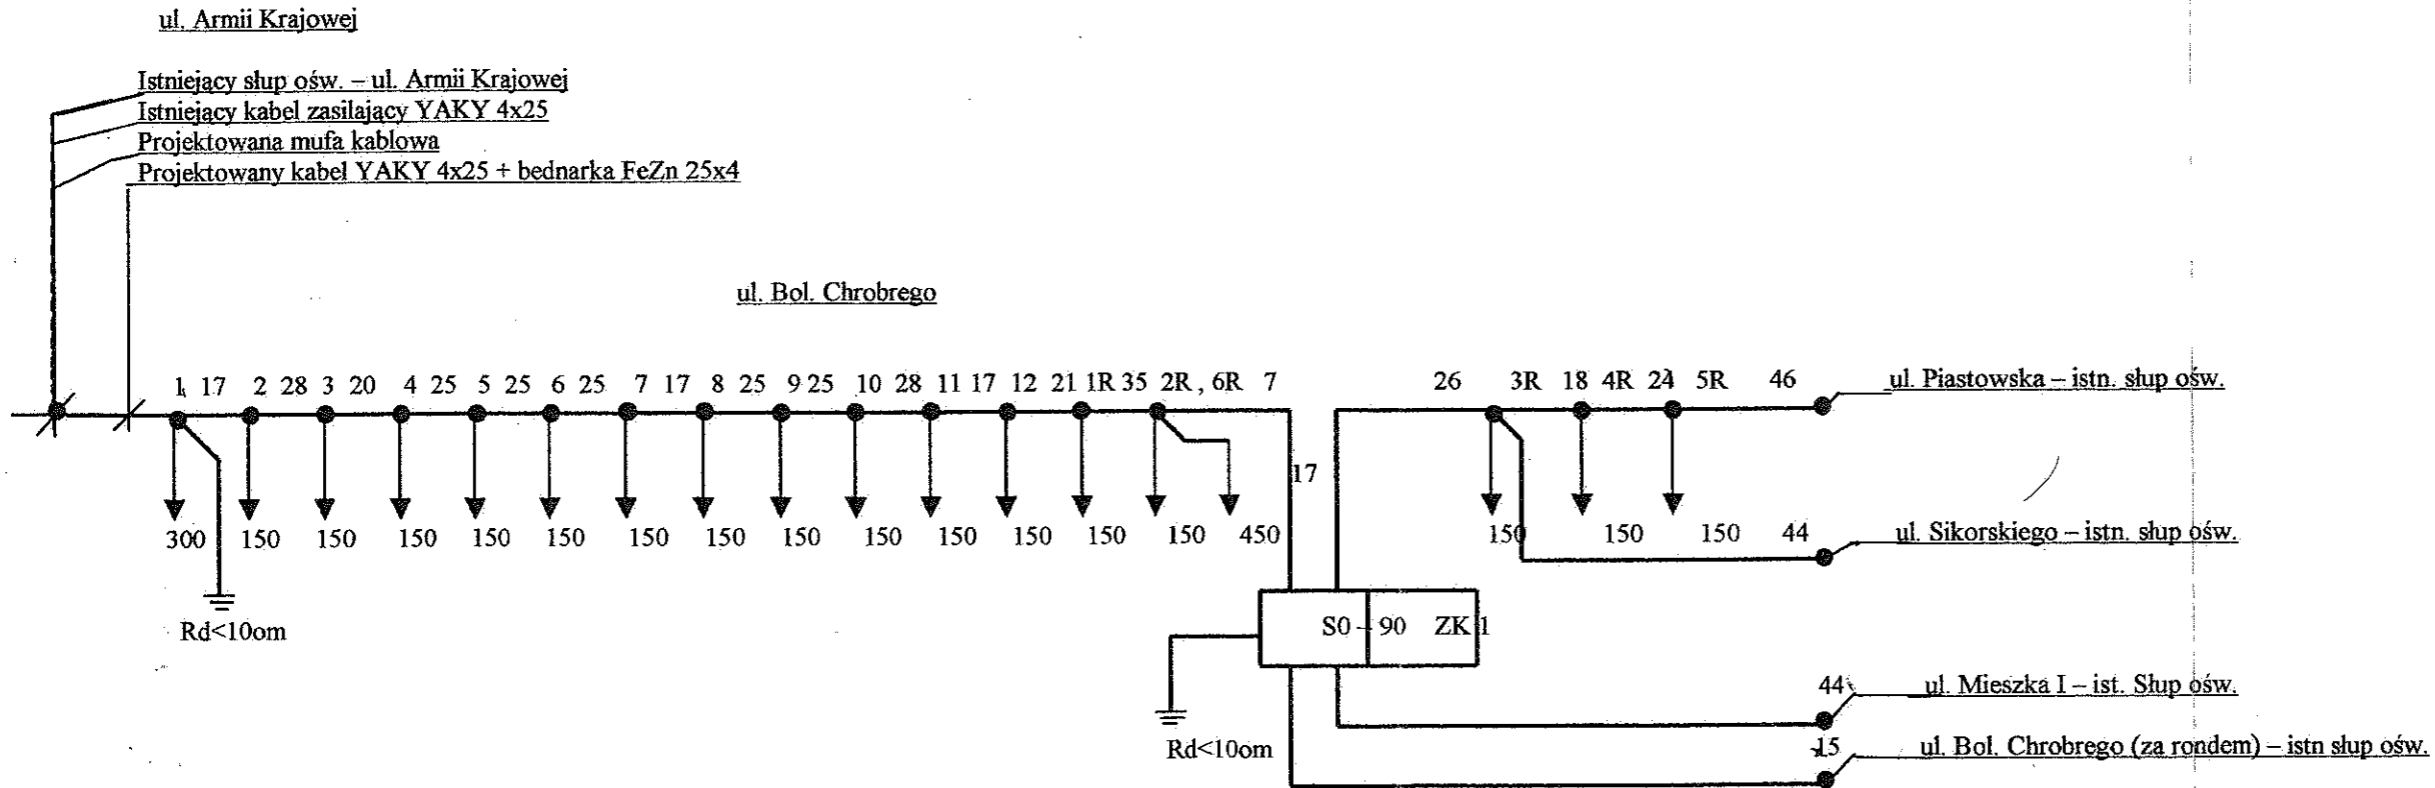 ul. Armii Krajowej
Istniejący słup ośw. – ul. Armii Krajowej
Istniejący kabel zasilający YAKY 4x25
Projektowana mufa kablowa
Projektowany kabel YAKY 4x25 + bednarka FeZn 25x4
ul. Bol. Chrobrego
1 17 2 28 3 20 4 25 5 25 6 25 7 17 8 25 9 25 10 28 11 17 12 21 1R 35 2R , 6R 7 26 3R 18 4R 24 5R 46 ul. Piastowska – istn. słup ośw.
17
300 150 150 150 150 150 150 150 150 150 150 150 150 150 450 150 150 150 44 ul. Sikorskiego – istn. słup ośw.
Rd<10om
S0 – 90 ZK 1
44 ul. Mieszka I – ist. Słup ośw.
Rd<10om
15 ul. Bol. Chrobrego (za rondem) – istn słup ośw.